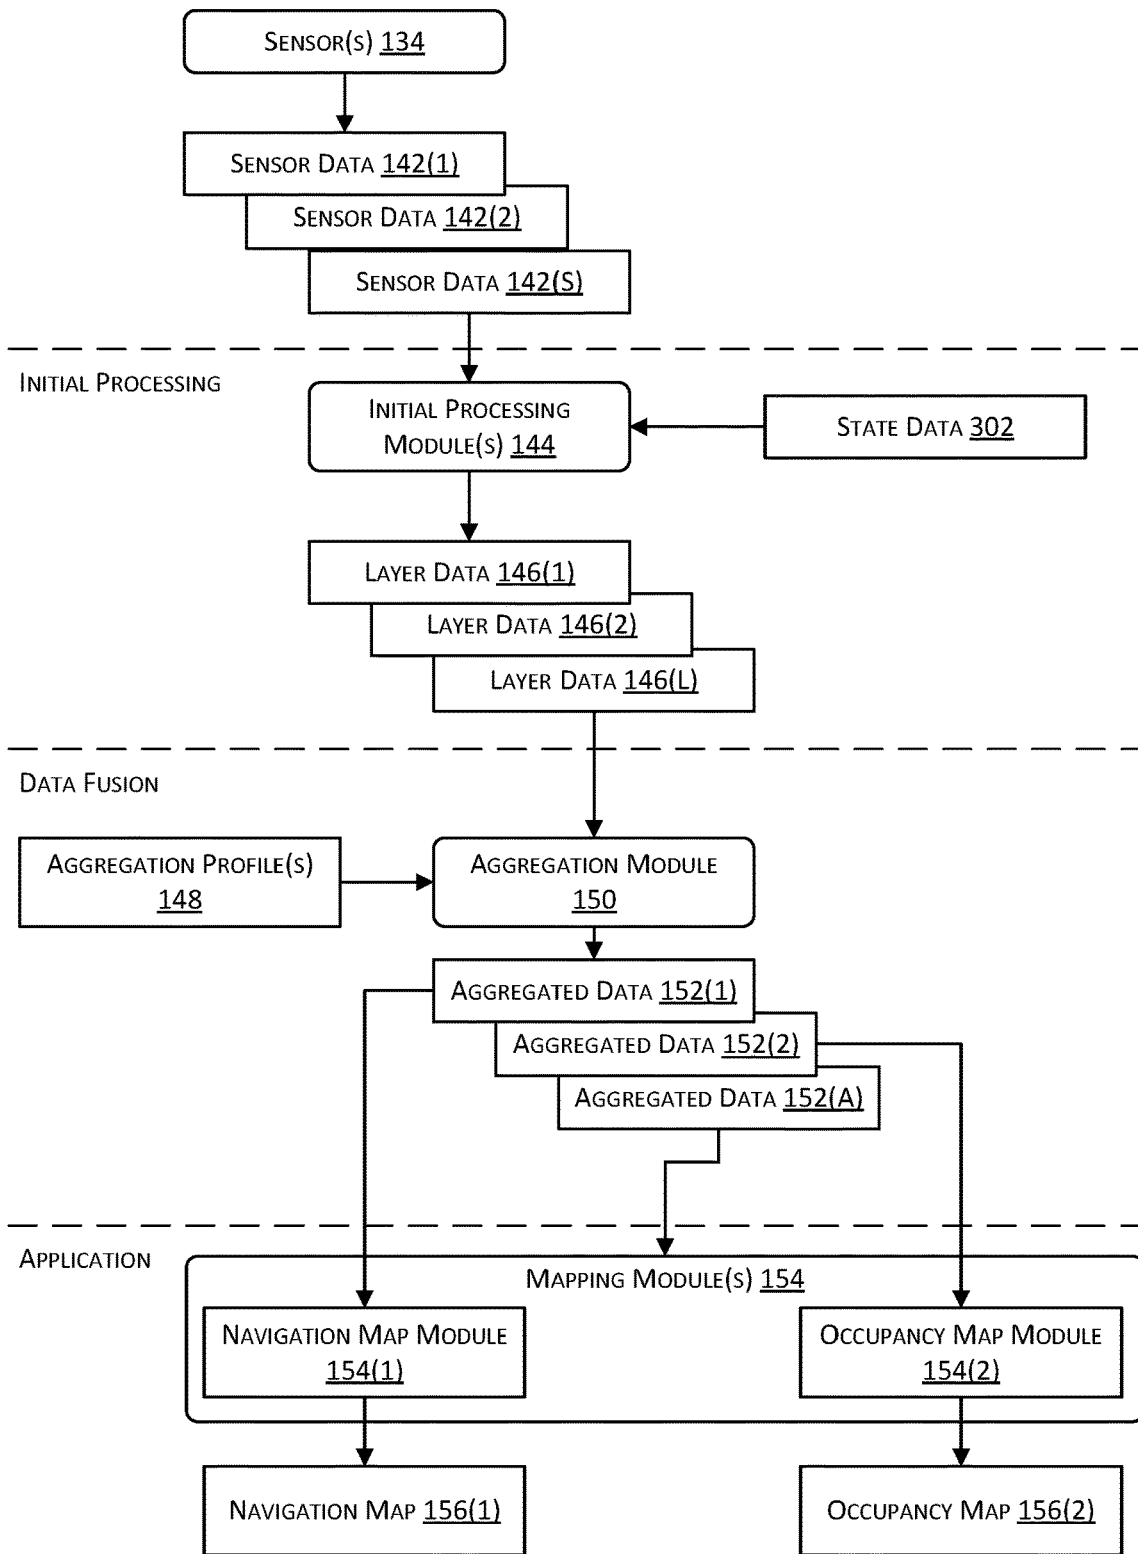 SENSOR(S) 134
SENSOR DATA 142(1)
SENSOR DATA 142(2)
SENSOR DATA 142(S)
INITIAL PROCESSING
INITIAL PROCESSING
MODULE(S) 144
STATE DATA 302
LAYER DATA 146(1)
LAYER DATA 146(2)
LAYER DATA 146(L)
DATA FUSION
AGGREGATION PROFILE(S)
148
AGGREGATION MODULE
150
AGGREGATED DATA 152(1)
AGGREGATED DATA 152(2)
AGGREGATED DATA 152(A)
APPLICATION
MAPPING MODULE(S) 154
NAVIGATION MAP MODULE
154(1)
OCCUPANCY MAP MODULE
154(2)
NAVIGATION MAP 156(1)
OCCUPANCY MAP 156(2)